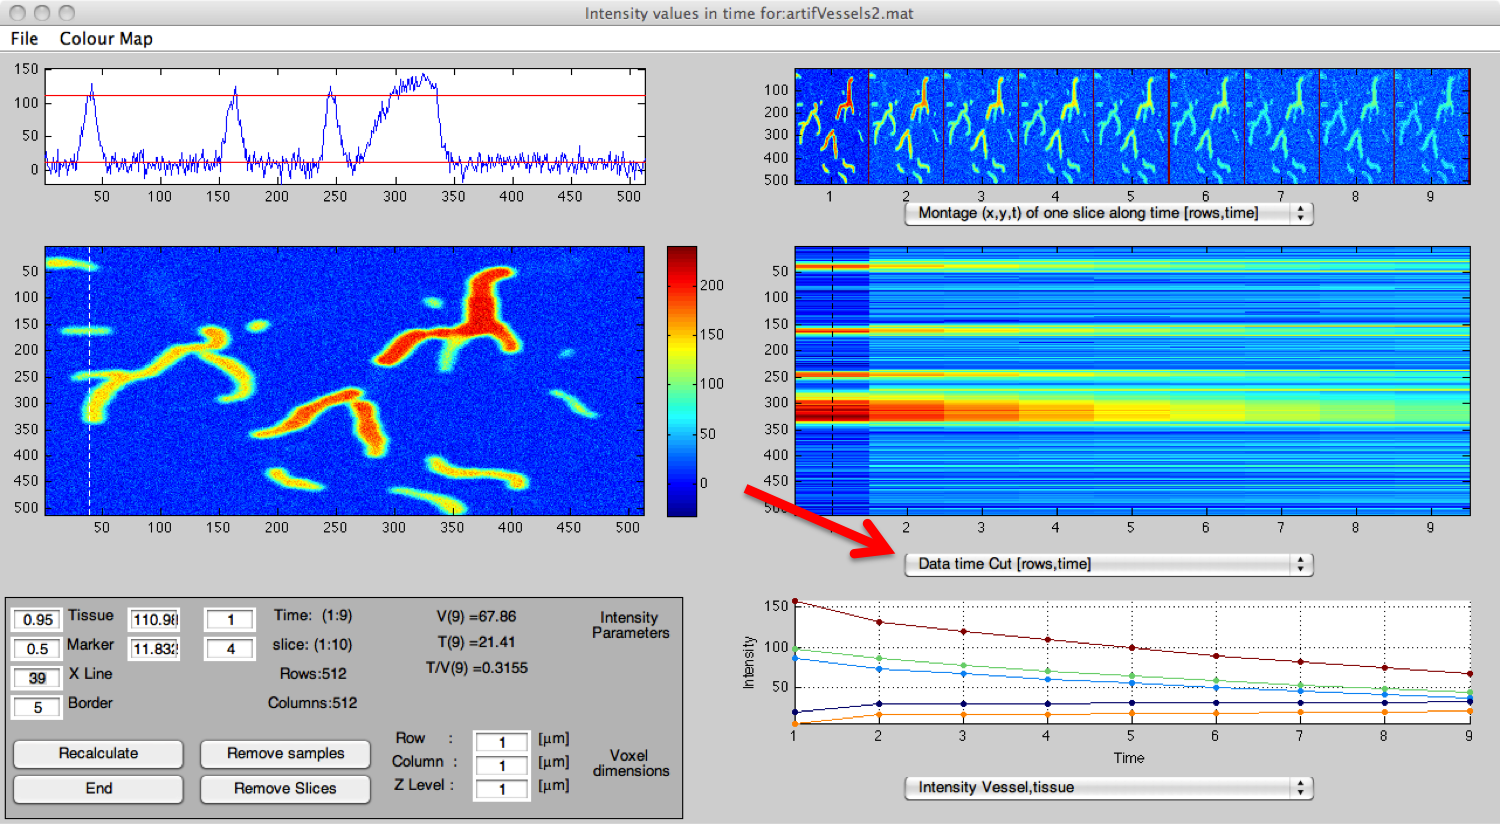 Intensity values in time for:artifVessels2.mat
File Colour Map
150
100
50
0
50 100 150 200 250 300 350 400 450 500
100
200
300
400
500
1 2 3 4 5 6 7 8 9
Montage (x,y,t) of one slice along time [rows,time]
50
100
150
200
250
300
350
400
450
500
50 100 150 200 250 300 350 400 450 500
200
150
100
50
0
50
100
150
200
250
300
350
400
450
2 3 4 5 6 7 8 9
Data time Cut [rows,time]
0.95 Tissue 110.98 1 Time: (1:9) V(9) =67.86 Intensity
Parameters
0.5 Marker 11.832 4 slice: (1:10) T(9) =21.41
39 X Line Rows:512 T/V(9) =0.3155
5 Border Columns:512
Recalculate Remove samples
End Remove Slices
Row : 1 [µm]
Column : 1 [µm]
Z Level : 1 [µm]
Voxel
dimensions
150
100
50
Intensity
1 2 3 4 5 6 7 8 9
Time
Intensity Vessel,tissue